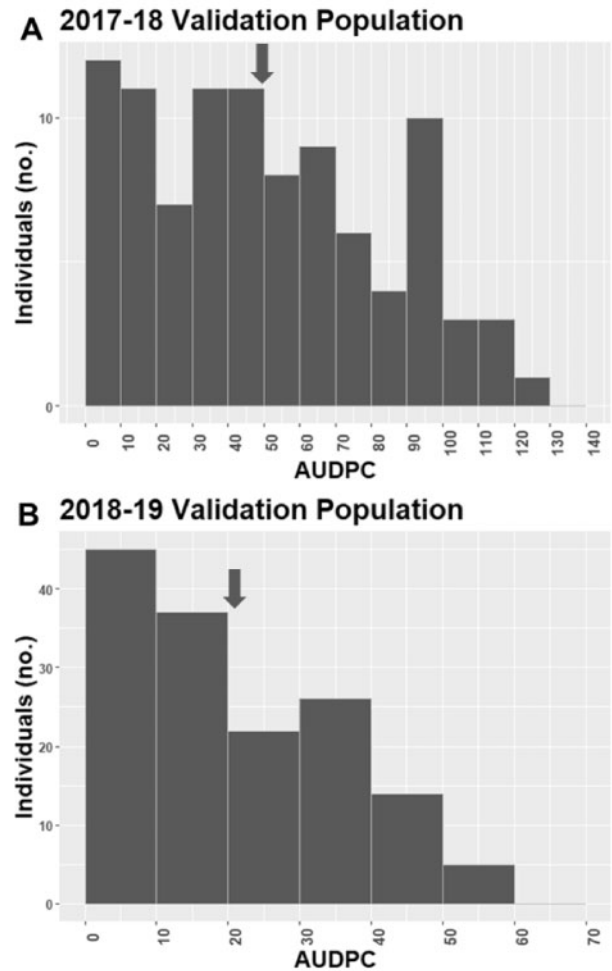 A 2017-18 Validation Population
Individuals (no.)
10
0
0 10 20 30 40 50 60 70 80 90 100 110 120 130 140
AUDPC
B 2018-19 Validation Population
Individuals (no.)
40
30
20
10
0
0 10 20 30 40 50 60 70
AUDPC